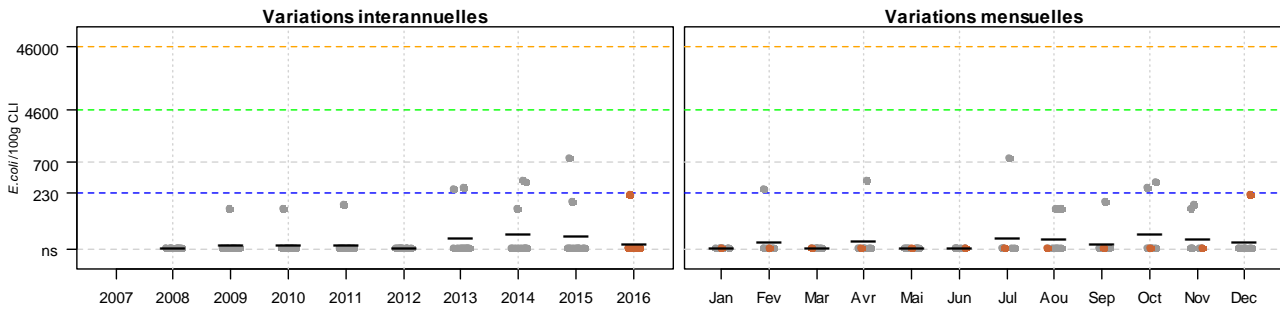 Variations interannuelles
46000
4600
700
230
ns
E.coli/100g CLI
2007 2008 2009 2010 2011 2012 2013 2014 2015 2016
Variations mensuelles
Jan Fev Mar Avr Mai Jun Jul Aou Sep Oct Nov Dec